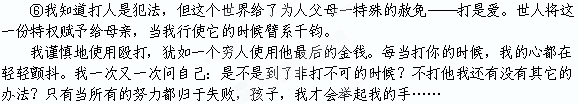 ⑥我知道打人是犯法,但这个世界给了为人父母一特殊的赦免——打是爱。世人将这
一份特权赋予给母亲,当我行使它的时候臂系千钧。
我谨慎地使用殴打,犹如一个穷人使用他最后的金钱。每当打你的时候,我的心都在
轻轻颤抖。我一次又一次问自己:是不是到了非打不可的时候?不打他我还有没有其它的
办法?只有当所有的努力都归于失败,孩子,我才会举起我的手……